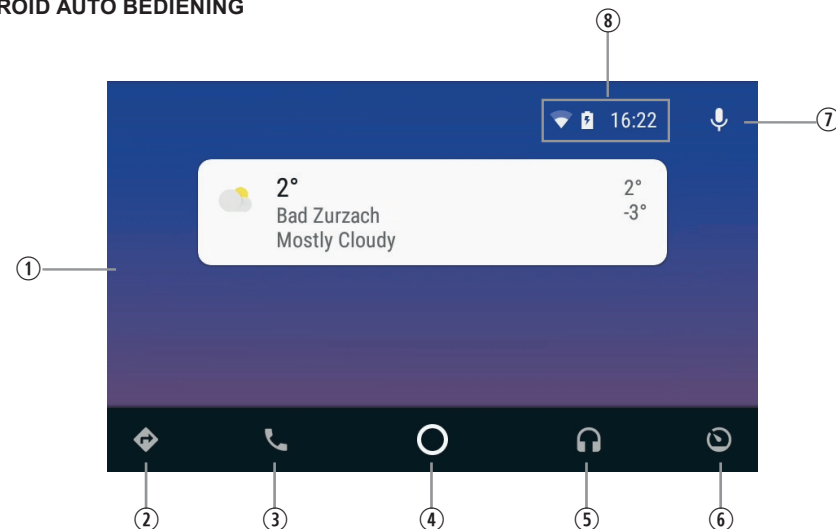 ROID AUTO BEDIENING
⑧
16:22
⑦
2°
2°
Bad Zurzach
-3°
Mostly Cloudy
①
② ③ ④ ⑤ ⑥